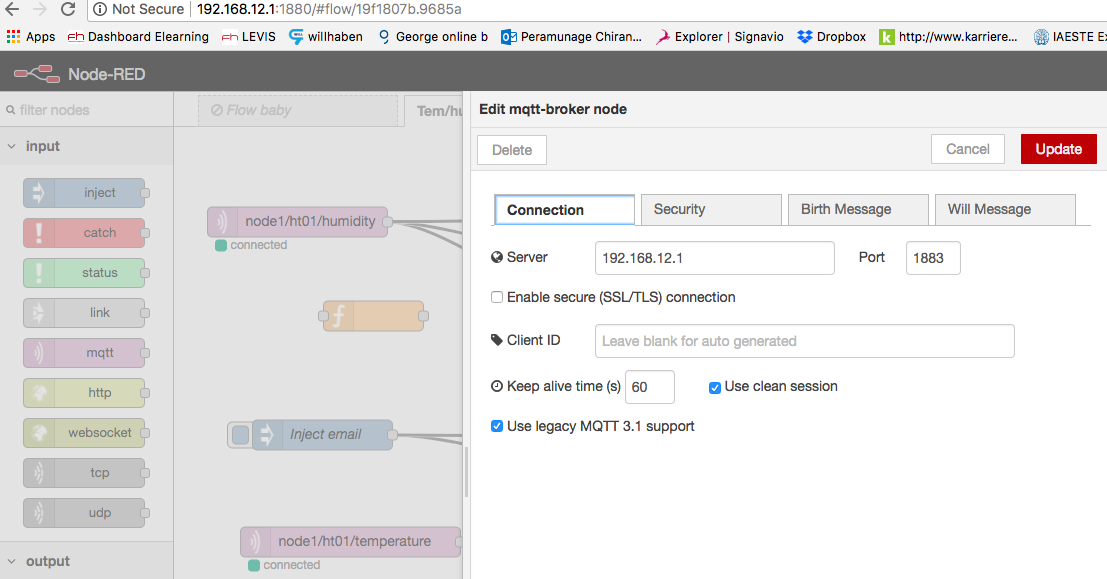 Not Secure 192.168.12.1:1880/#flow/19f1807b.9685a
Apps Dashboard Elearning LEVIS willhaben George online b Peramunage Chiran... Explorer | Signavio Dropbox http://www.karriere... IAESTE Ex
Node-RED
filter nodes
Flow baby
Tem/hu
Edit mqtt-broker node
Delete
Cancel
Update
input
inject
catch
status
link
mqtt
http
websocket
tcp
udp
output
node1/ht01/humidity
connected
f
Inject email
node1/ht01/temperature
connected
Connection
Security
Birth Message
Will Message
Server 192.168.12.1 Port 1883
Enable secure (SSL/TLS) connection
Client ID Leave blank for auto generated
Keep alive time (s) 60 Use clean session
Use legacy MQTT 3.1 support